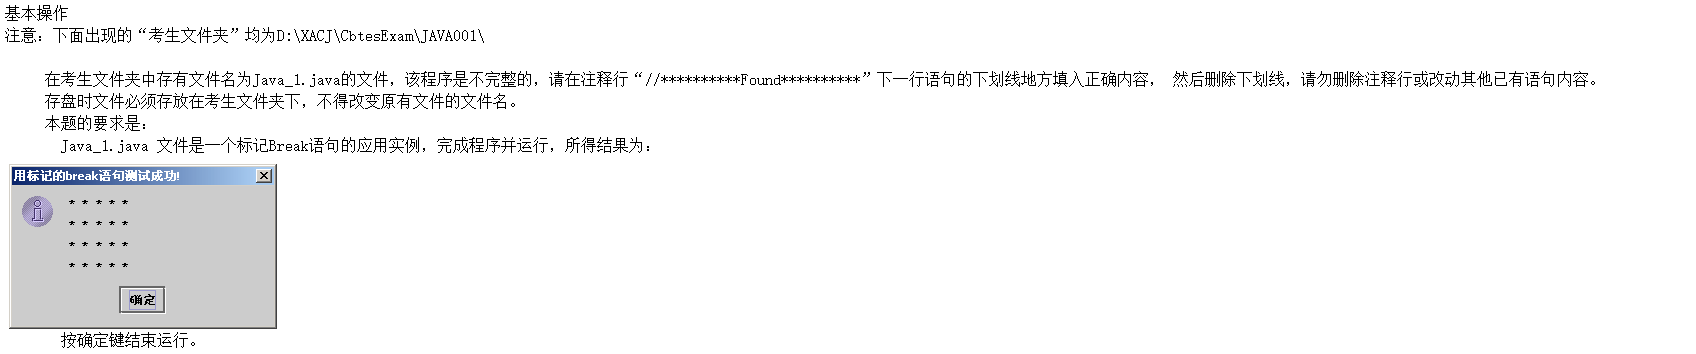 基本操作
注意：下面出现的“考生文件夹”均为D:\XACJ\CbtesExam\JAVA001\
在考生文件夹中存有文件名为Java_1.java的文件，该程序是不完整的，请在注释行“//**********Found**********”下一行语句的下划线地方填入正确内容， 然后删除下划线，请勿删除注释行或改动其他已有语句内容。
存盘时文件必须存放在考生文件夹下，不得改变原有文件的文件名。
本题的要求是：
Java_1.java 文件是一个标记Break语句的应用实例，完成程序并运行，所得结果为：
用标记的break语句测试成功!
* * * * *
* * * * *
* * * * *
* * * * *
确定
按确定键结束运行。